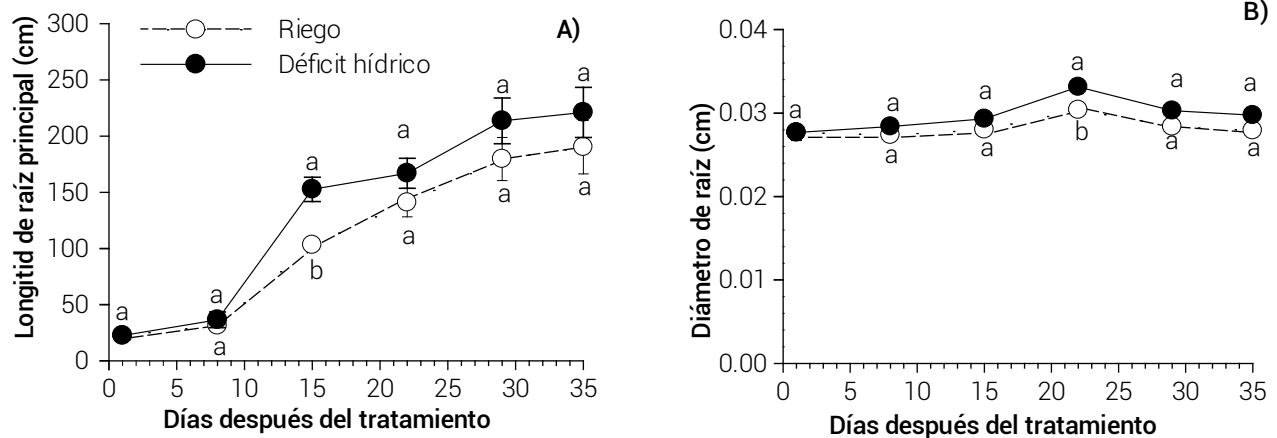 A)
Riego
Déficit hídrico
Longitid de raíz principal (cm)
300
250
200
150
100
50
0
a
a
a
a
a
a
a
b
a
a
a
0 5 10 15 20 25 30 35
Días después del tratamiento
B)
Diámetro de raíz (cm)
0.04
0.03
0.02
0.01
0.00
a
a
a
a
a
a
a
a
b
a
a
0 5 10 15 20 25 30 35
Días después del tratamiento